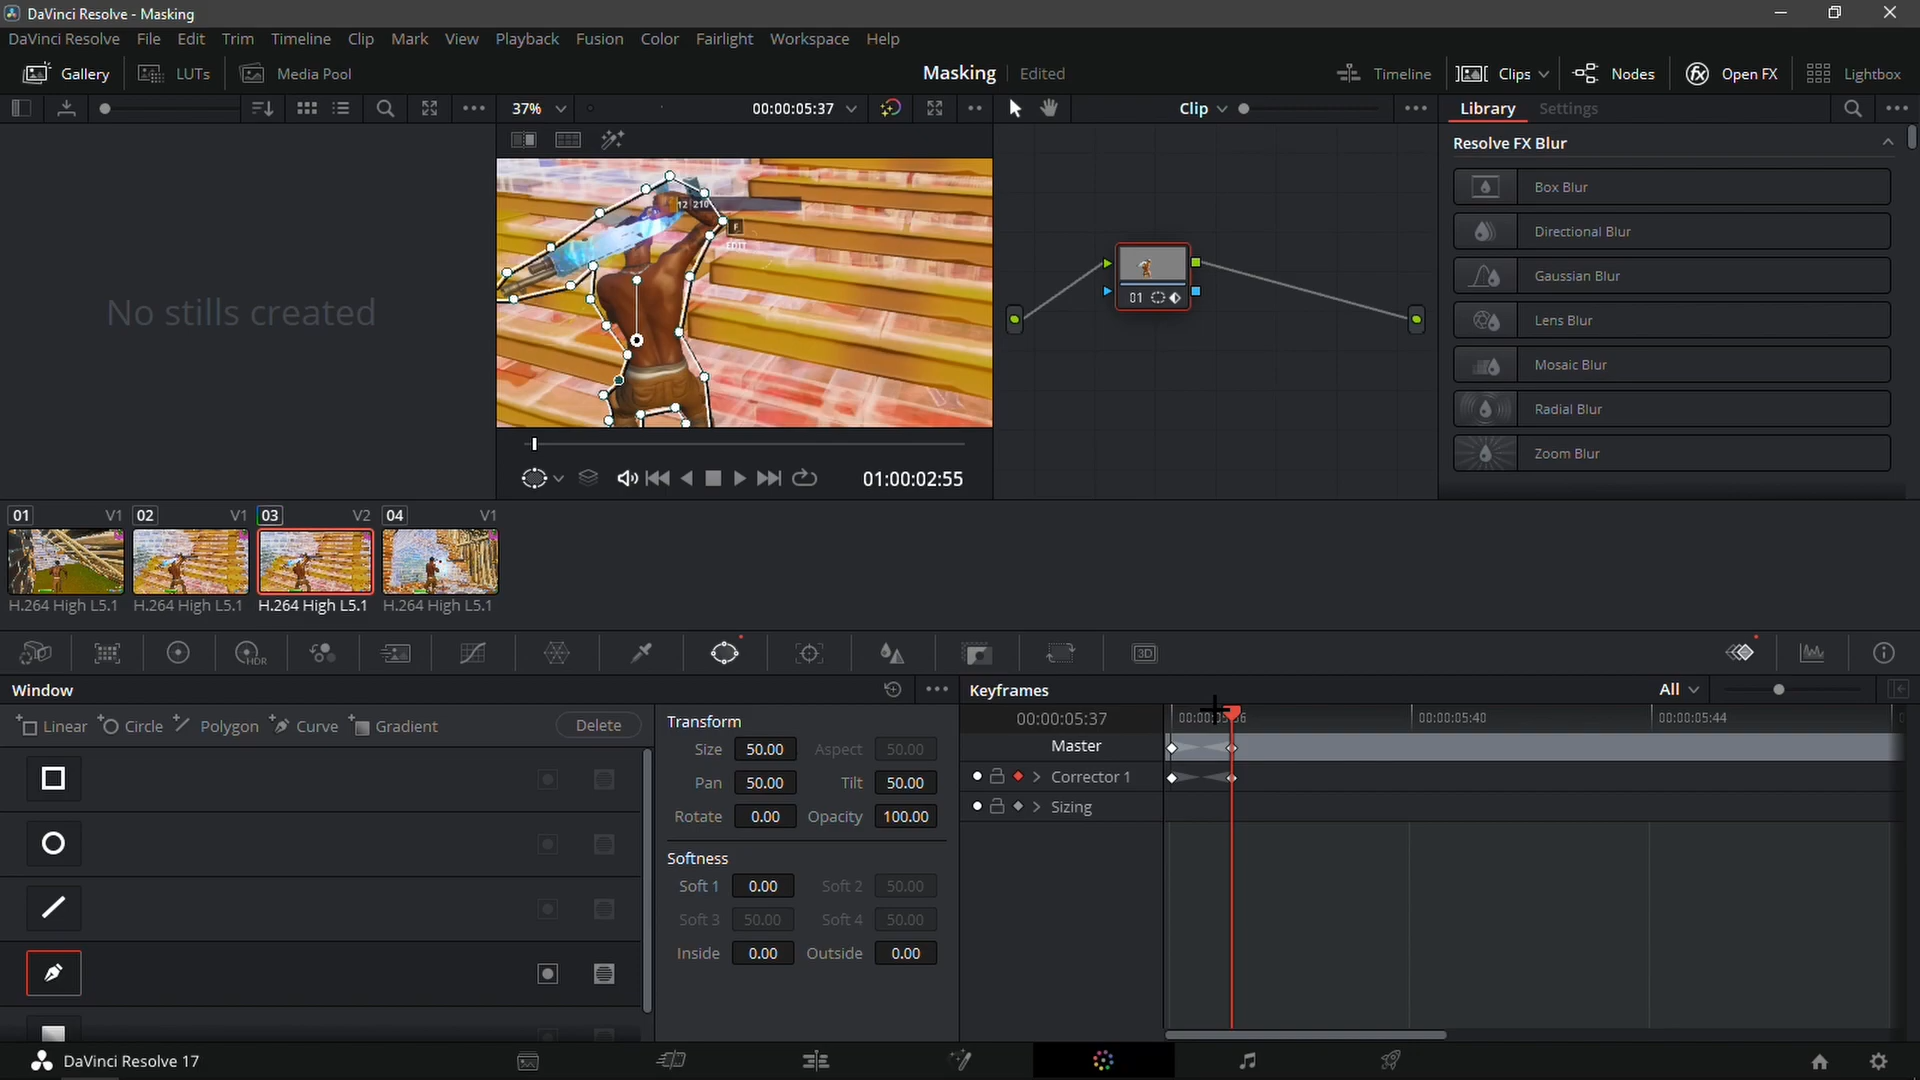 DaVinci Resolve - Masking
DaVinci Resolve File Edit Trim Timeline Clip Mark View Playback Fusion Color Fairlight Workspace Help
Gallery LUTs Media Pool Masking Edited Timeline Clips Nodes fx Open FX Lightbox
37% 00:00:05:37 Clip Library Settings
Resolve FX Blur
Box Blur
Directional Blur
Gaussian Blur
Lens Blur
Mosaic Blur
Radial Blur
Zoom Blur
12 210
F
EDIT
No stills created
01
01:00:02:55
01 V1 02 V1 03 V2 04 V1
H.264 High L5.1 H.264 High L5.1 H.264 High L5.1 H.264 High L5.1
HDR 3D
Window Keyframes All
Linear Circle Polygon Curve Gradient Delete
Transform
Size 50.00 Aspect 50.00
Pan 50.00 Tilt 50.00
Rotate 0.00 Opacity 100.00
Softness
Soft 1 0.00 Soft 2 50.00
Soft 3 50.00 Soft 4 50.00
Inside 0.00 Outside 0.00
00:00:05:37 00:00:05:40 00:00:05:44
Master
Corrector 1
Sizing
DaVinci Resolve 17